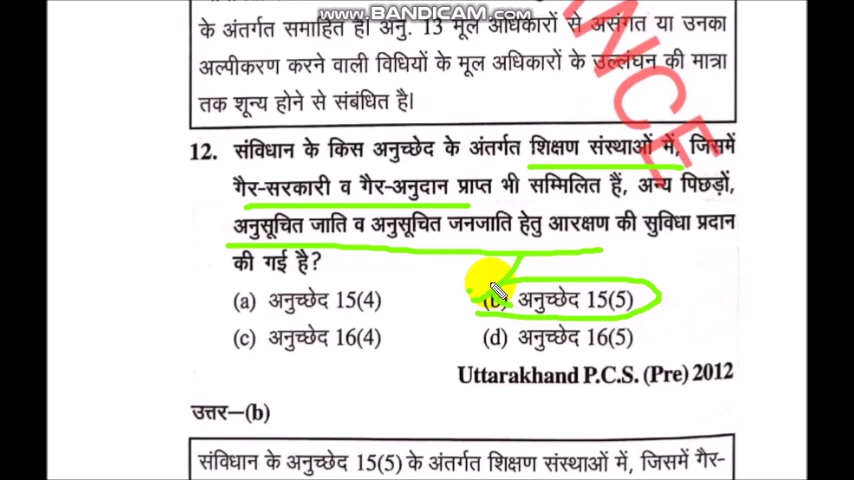 www.BANDICAM.com
के अंतर्गत समाहित है। अनु. 13 मूल अधिकारों से असंगत या उनका
अल्पीकरण करने वाली विधियों के मूल अधिकारों के उल्लंघन की मात्रा
तक शून्य होने से संबंधित है।
12. संविधान के किस अनुच्छेद के अंतर्गत शिक्षण संस्थाओं में, जिसमें
गैर-सरकारी व गैर-अनुदान प्राप्त भी सम्मिलित हैं, अन्य पिछड़ों,
अनुसूचित जाति व अनुसूचित जनजाति हेतु आरक्षण की सुविधा प्रदान
की गई है?
(a) अनुच्छेद 15(4)
(b) अनुच्छेद 15(5)
(c) अनुच्छेद 16(4)
(d) अनुच्छेद 16(5)
Uttarakhand P.C.S. (Pre) 2012
उत्तर–(b)
संविधान के अनुच्छेद 15(5) के अंतर्गत शिक्षण संस्थाओं में, जिसमें गैर-